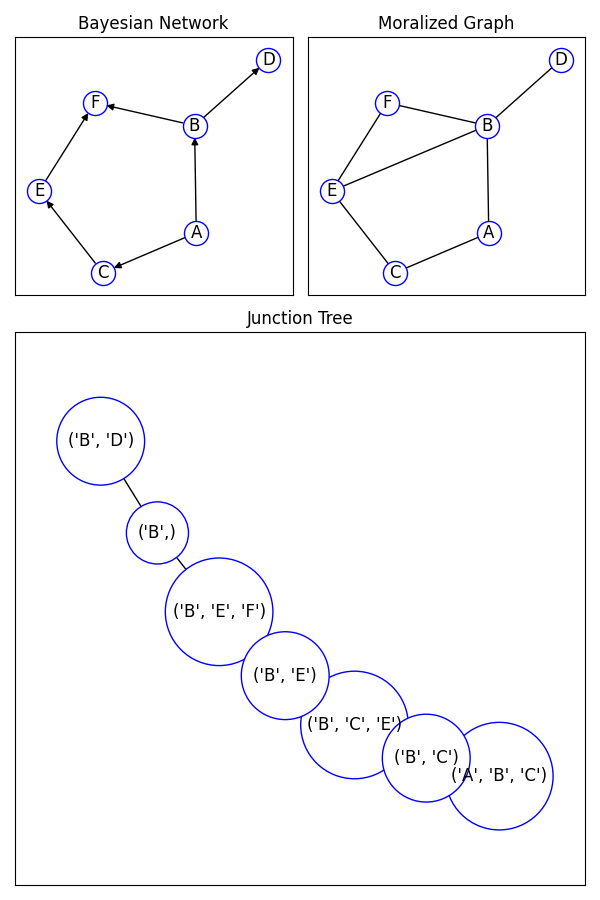 Bayesian Network
Moralized Graph
D
F
B
E
A
C
D
F
B
E
A
C
Junction Tree
('B', 'D')
('B',)
('B', 'E', 'F')
('B', 'E')
('B', 'C', 'E')
('B', 'C')
('A', 'B', 'C')